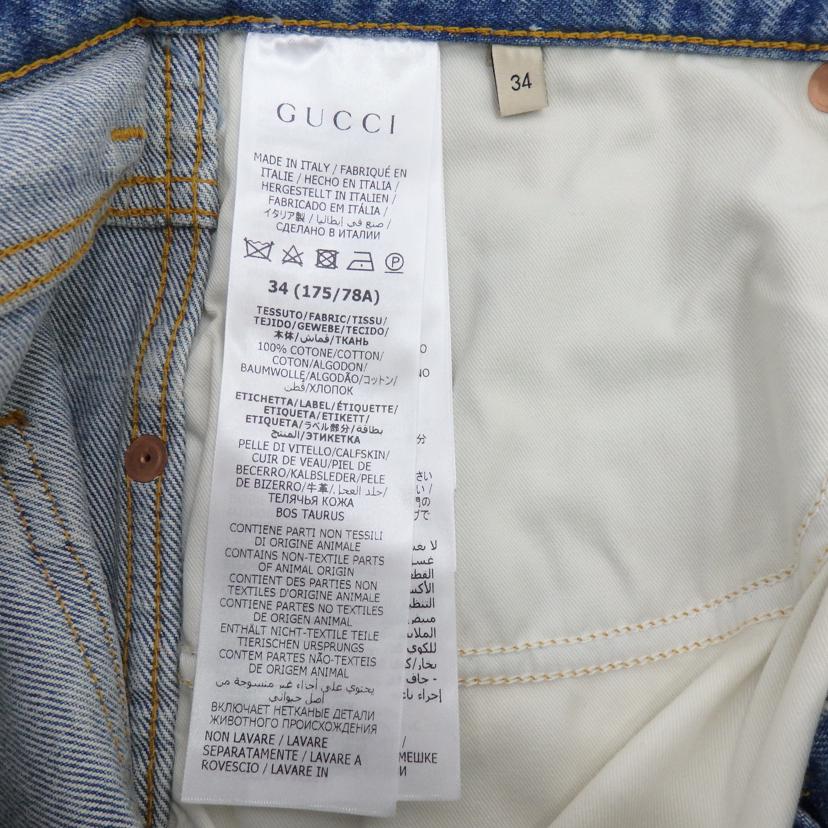 34
GUCCI
MADE IN ITALY / FABRIQUÉ EN
ITALIE / HECHO EN ITALIA /
HERGESTELLT IN ITALIEN /
FABRICADO EM ITÁLIA /
イタリア製 / صنع في إيطاليا /
СДЕЛАНО В ИТАЛИИ
P
34 (175/78A)
TESSUTO/FABRIC/TISSU/
TEJIDO/GEWEBE/TECIDO/
本体/قماش/ТКАНЬ
100% COTONE/COTTON/
COTON/ALGODON/
BAUMWOLLE/ALGODÃO/コットン/
قطن/ХЛОПОК
ETICHETTA/LABEL/ÉTIQUETTE/
ETIQUETA/ETIKETT/
ETIQUETA/ラベル部分/بطاقة/
المنتج/ЭТИКЕТКА
PELLE DI VITELLO/CALFSKIN/
CUIR DE VEAU/PIEL DE
BECERRO/KALBSLEDER/PELE
DE BIZERRO/牛革/جلد العجل/
ТЕЛЯЧЬЯ КОЖА
BOS TAURUS
CONTIENE PARTI NON TESSILI
DI ORIGINE ANIMALE
CONTAINS NON-TEXTILE PARTS
OF ANIMAL ORIGIN
CONTIENT DES PARTIES NON
TEXTILES D'ORIGINE ANIMALE
CONTIENE PARTES NO TEXTILES
DE ORIGEN ANIMAL
ENTHÄLT NICHT-TEXTILE TEILE
TIERISCHEN URSPRUNGS
CONTEM PARTES NÃO-TEXTEIS
DE ORIGEM ANIMAL
يحتوي على أجزاء غير منسوجة من
أصل حيواني
ВКЛЮЧАЕТ НЕТКАНЫЕ ДЕТАЛИ
ЖИВОТНОГО ПРОИСХОЖДЕНИЯ
NON LAVARE / LAVARE
SEPARATAMENTE / LAVARE A
ROVESCIO / LAVARE IN